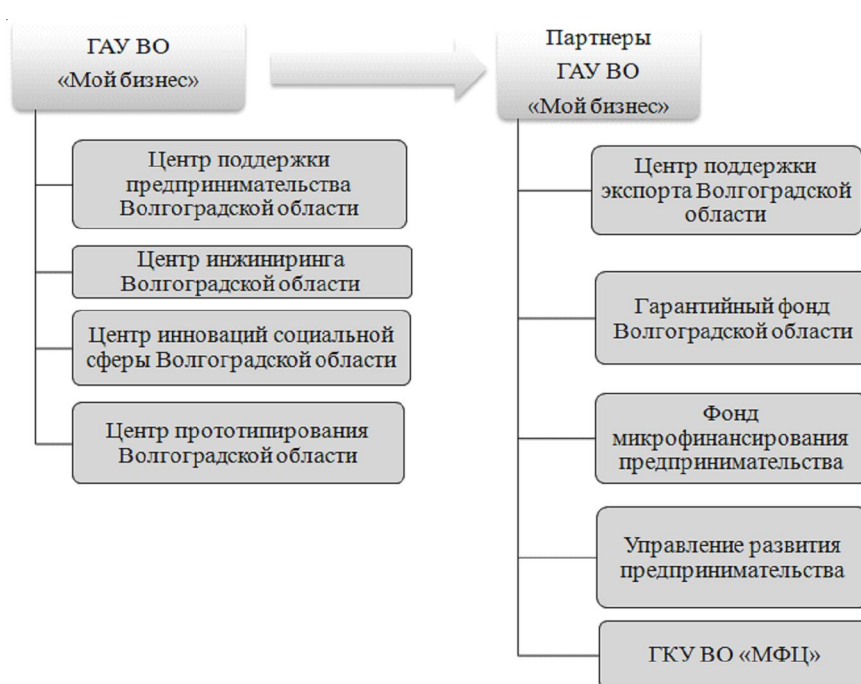 ГАУ ВО
«Мой бизнес»
Центр поддержки
предпринимательства
Волгоградской области
Центр инжиниринга
Волгоградской области
Центр инноваций социальной
сферы Волгоградской области
Центр прототипирования
Волгоградской области
Партнеры
ГАУ ВО
«Мой бизнес»
Центр поддержки
экспорта Волгоградской
области
Гарантийный фонд
Волгоградской области
Фонд
микрофинансирования
предпринимательства
Управление развития
предпринимательства
ГКУ ВО «МФЦ»